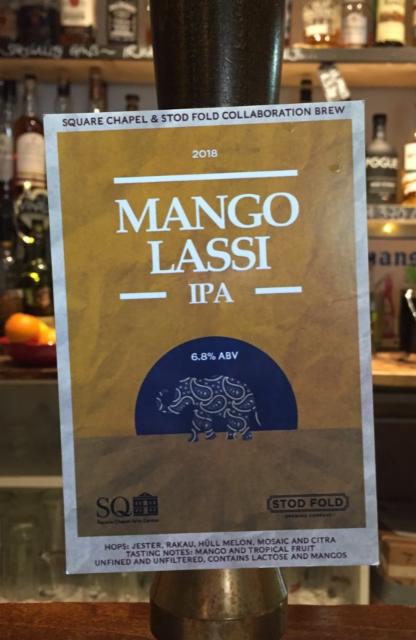 SQUARE CHAPEL & STOD FOLD COLLABORATION BREW
2018
MANGO
LASSI
IPA
6.8% ABV
SQ
Square Chapel Arts Centre
STOD FOLD
BREWING COMPANY
HOPS: JESTER, RAKAU, HÜLL MELON, MOSAIC AND CITRA
TASTING NOTES: MANGO AND TROPICAL FRUIT
UNFINED AND UNFILTERED, CONTAINS LACTOSE AND MANGOS